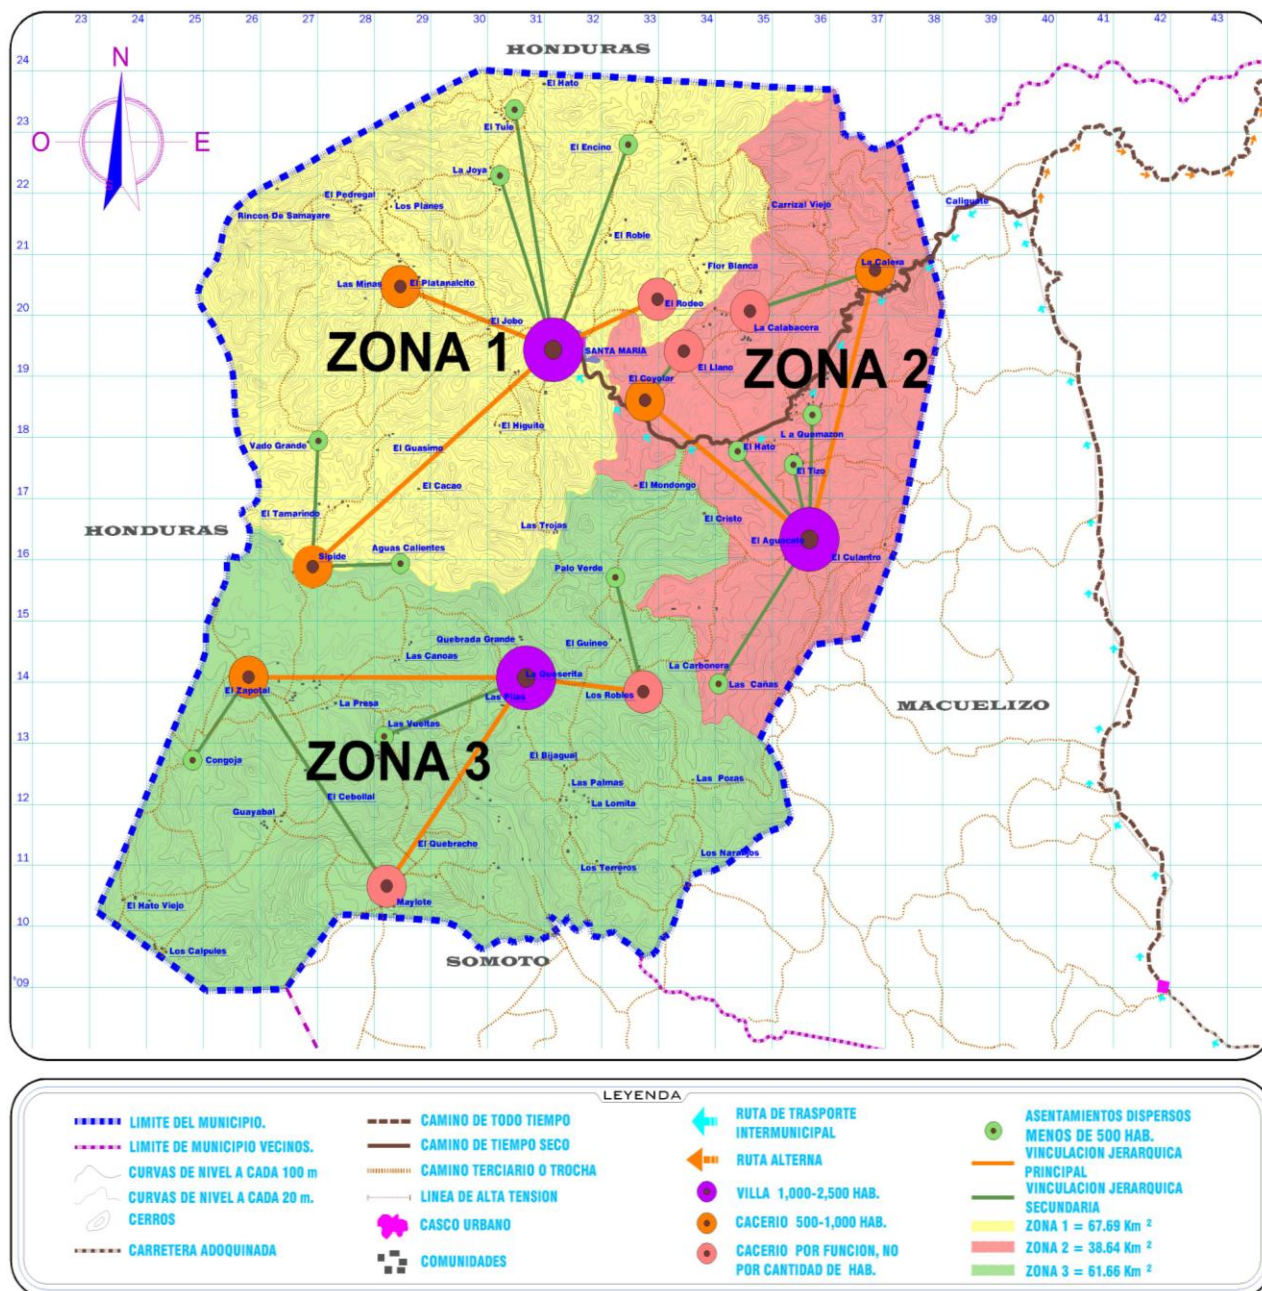 23 24 25 26 27 28 29 30 31 32 33 34 35 36 37 38 39 40 41 42 43
HONDURAS
24
N
El Hato
23
El Tule
O
E
El Encino
La Joya
22
El Pedregal
Los Planes
Carrizal Viejo
Caliguate
Rincon De Samayare
21
El Roble
Flor Blanca
La Calera
Las Minas
El Platanalcito
El Rodeo
20
El Jobo
La Calabacera
ZONA 1
SANTA MARIA
El Llano
ZONA 2
19
El Coyolar
18
El Higuito
La Quemazon
Vado Grande
El Guasimo
El Hato
El Tizo
17
El Cacao
El Mondongo
El Tamarindo
El Cristo
HONDURAS
Las Trojas
El Aguacate
16
Sipide
Aguas Calientes
El Culantro
Palo Verde
15
Quebrada Grande
El Guineo
Las Canoas
La Carbonera
14
La Queserita
Las Cañas
El Zapotal
Los Robles
La Presa
Las Pilas
MACUELIZO
Las Vueltas
13
ZONA 3
Congoja
El Bijagual
Las Palmas
Las Pozas
12
El Cebollal
La Lomita
Guayabal
El Quebracho
Los Naranjos
11
Los Terreros
El Hato Viejo
Maylote
10
Los Calpules
SOMOTO
09
LEYENDA
LIMITE DEL MUNICIPIO.
LIMITE DE MUNICIPIO VECINOS.
CURVAS DE NIVEL A CADA 100 m
CURVAS DE NIVEL A CADA 20 m.
CERROS
CARRETERA ADOQUINADA
CAMINO DE TODO TIEMPO
CAMINO DE TIEMPO SECO
CAMINO TERCIARIO O TROCHA
LINEA DE ALTA TENSION
CASCO URBANO
COMUNIDADES
RUTA DE TRASPORTE
INTERMUNICIPAL
RUTA ALTERNA
VILLA 1,000-2,500 HAB.
CACERIO 500-1,000 HAB.
CACERIO POR FUNCION, NO
POR CANTIDAD DE HAB.
ASENTAMIENTOS DISPERSOS
MENOS DE 500 HAB.
VINCULACION JERARQUICA
PRINCIPAL
VINCULACION JERARQUICA
SECUNDARIA
ZONA 1 = 67.69 Km 2
ZONA 2 = 38.64 Km 2
ZONA 3 = 61.66 Km 2